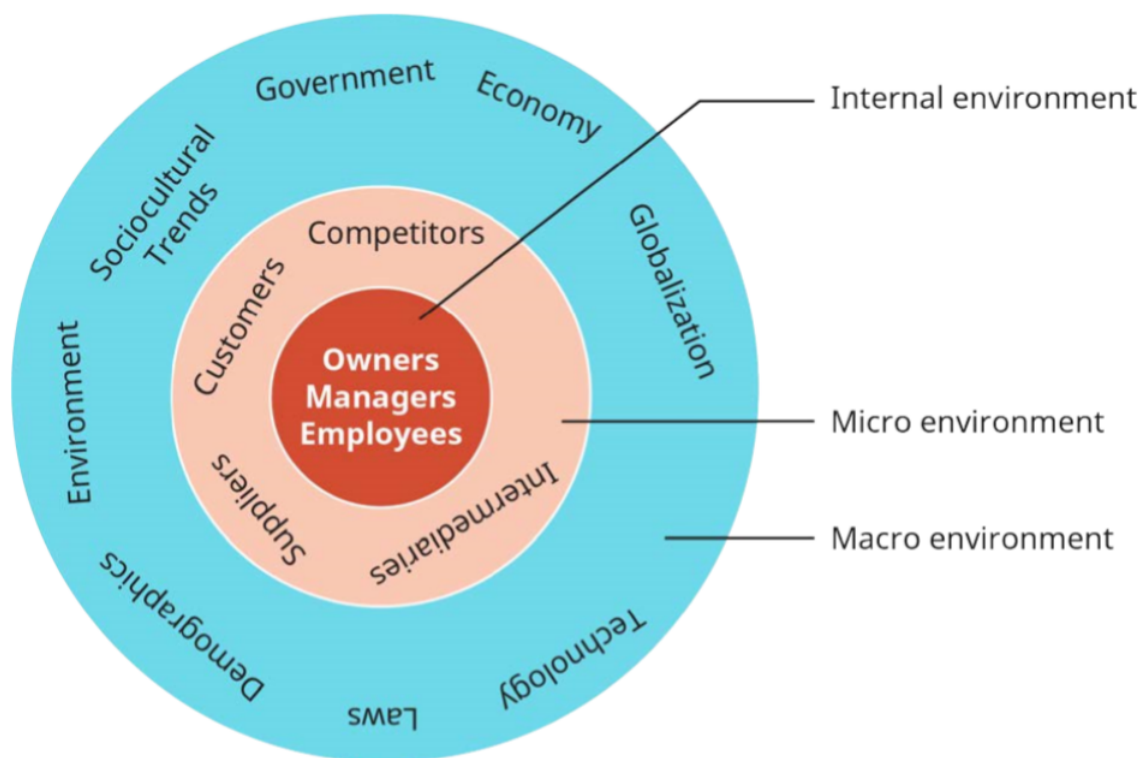 Government
Economy
Globalization
Technology
Laws
Demographics
Environment
Sociocultural
Trends
Competitors
Customers
Suppliers
Intermediaries
Owners
Managers
Employees
Internal environment
Micro environment
Macro environment